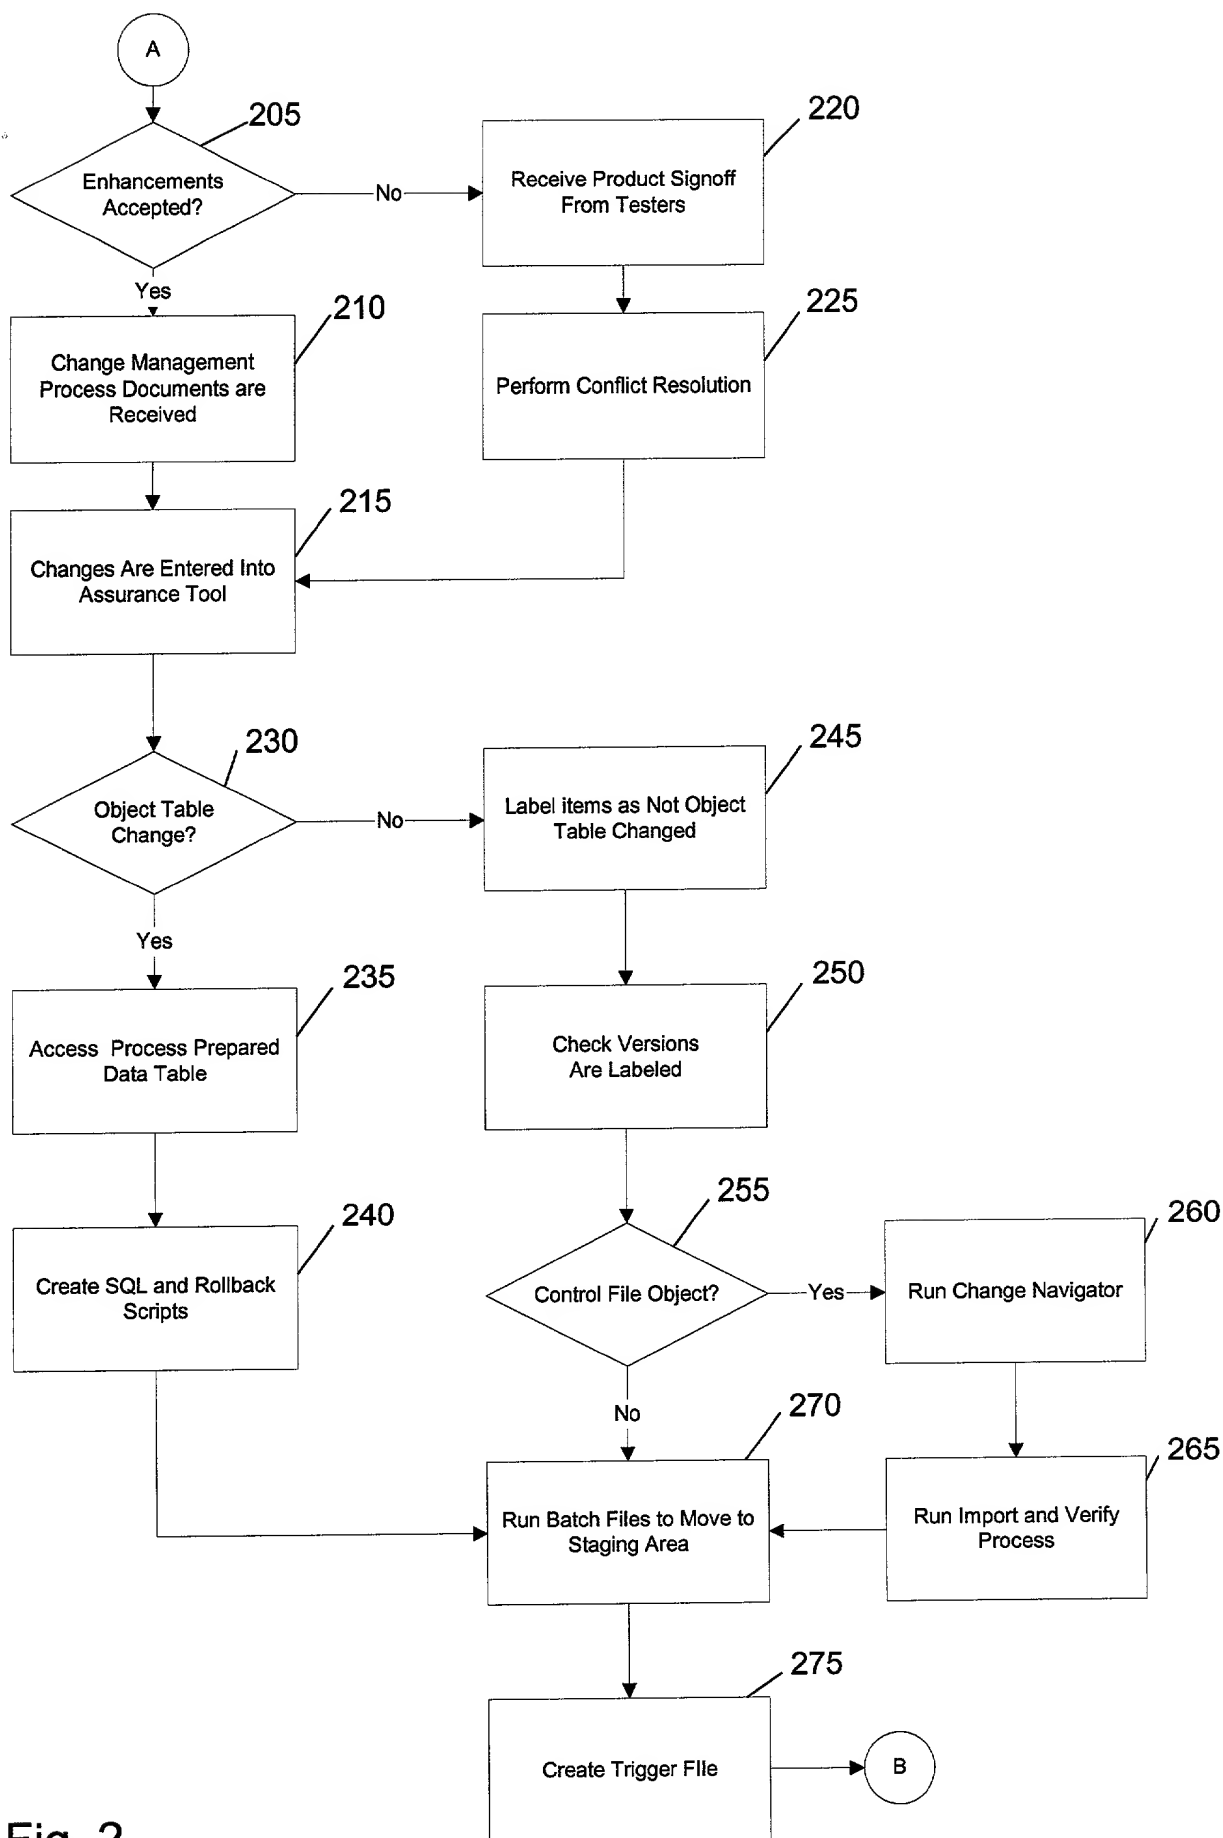 A
205
Enhancements
Accepted?
No
220
Receive Product Signoff
From Testers
Yes
210
Change Management
Process Documents are
Received
225
Perform Conflict Resolution
215
Changes Are Entered Into
Assurance Tool
230
Object Table
Change?
No
245
Label items as Not Object
Table Changed
Yes
235
Access Process Prepared
Data Table
250
Check Versions
Are Labeled
240
Create SQL and Rollback
Scripts
255
Control File Object?
Yes
260
Run Change Navigator
No
270
Run Batch Files to Move to
Staging Area
265
Run Import and Verify
Process
275
Create Trigger FIle
B
Fig. 2